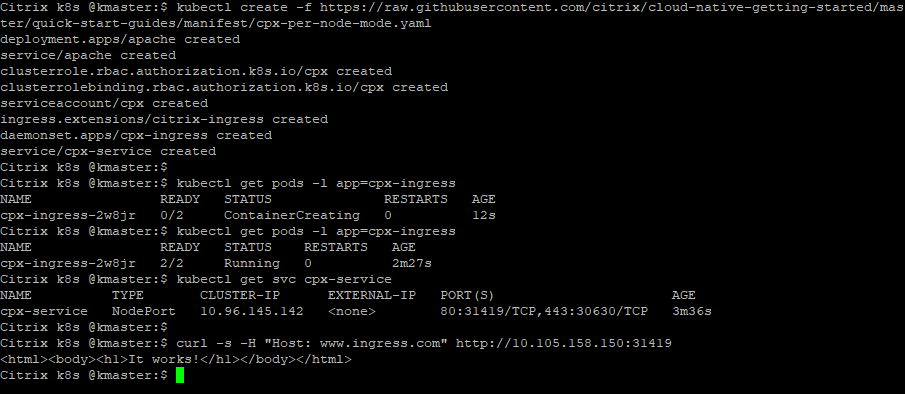 Citrix k8s @kmaster:$ kubectl create -f https://raw.githubusercontent.com/citrix/cloud-native-getting-started/mas
ter/quick-start-guides/manifest/cpx-per-node-mode.yaml
deployment.apps/apache created
service/apache created
clusterrole.rbac.authorization.k8s.io/cpx created
clusterrolebinding.rbac.authorization.k8s.io/cpx created
serviceaccount/cpx created
ingress.extensions/citrix-ingress created
daemonset.apps/cpx-ingress created
service/cpx-service created
Citrix k8s @kmaster:$
Citrix k8s @kmaster:$ kubectl get pods -l app=cpx-ingress
NAME                READY   STATUS              RESTARTS   AGE
cpx-ingress-2w8jr   0/2     ContainerCreating   0          12s
Citrix k8s @kmaster:$ kubectl get pods -l app=cpx-ingress
NAME                READY   STATUS    RESTARTS   AGE
cpx-ingress-2w8jr   2/2     Running   0          2m27s
Citrix k8s @kmaster:$ kubectl get svc cpx-service
NAME          TYPE       CLUSTER-IP      EXTERNAL-IP   PORT(S)                      AGE
cpx-service   NodePort   10.96.145.142   <none>        80:31419/TCP,443:30630/TCP   3m36s
Citrix k8s @kmaster:$
Citrix k8s @kmaster:$ curl -s -H "Host: www.ingress.com" http://10.105.158.150:31419
<html><body><h1>It works!</h1></body></html>
Citrix k8s @kmaster:$